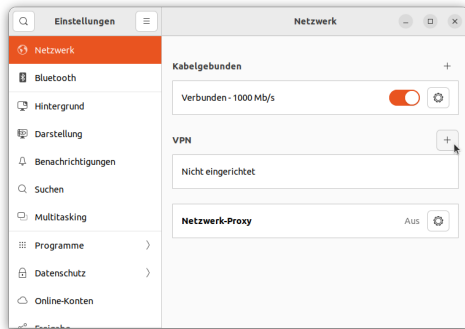 Einstellungen
Netzwerk
Netzwerk
Bluetooth
Hintergrund
Darstellung
Benachrichtigungen
Suchen
Multitasking
Programme
Datenschutz
Online-Konten
Freigabe
Kabelgebunden
Verbunden - 1000 Mb/s
VPN
Nicht eingerichtet
Netzwerk-Proxy Aus